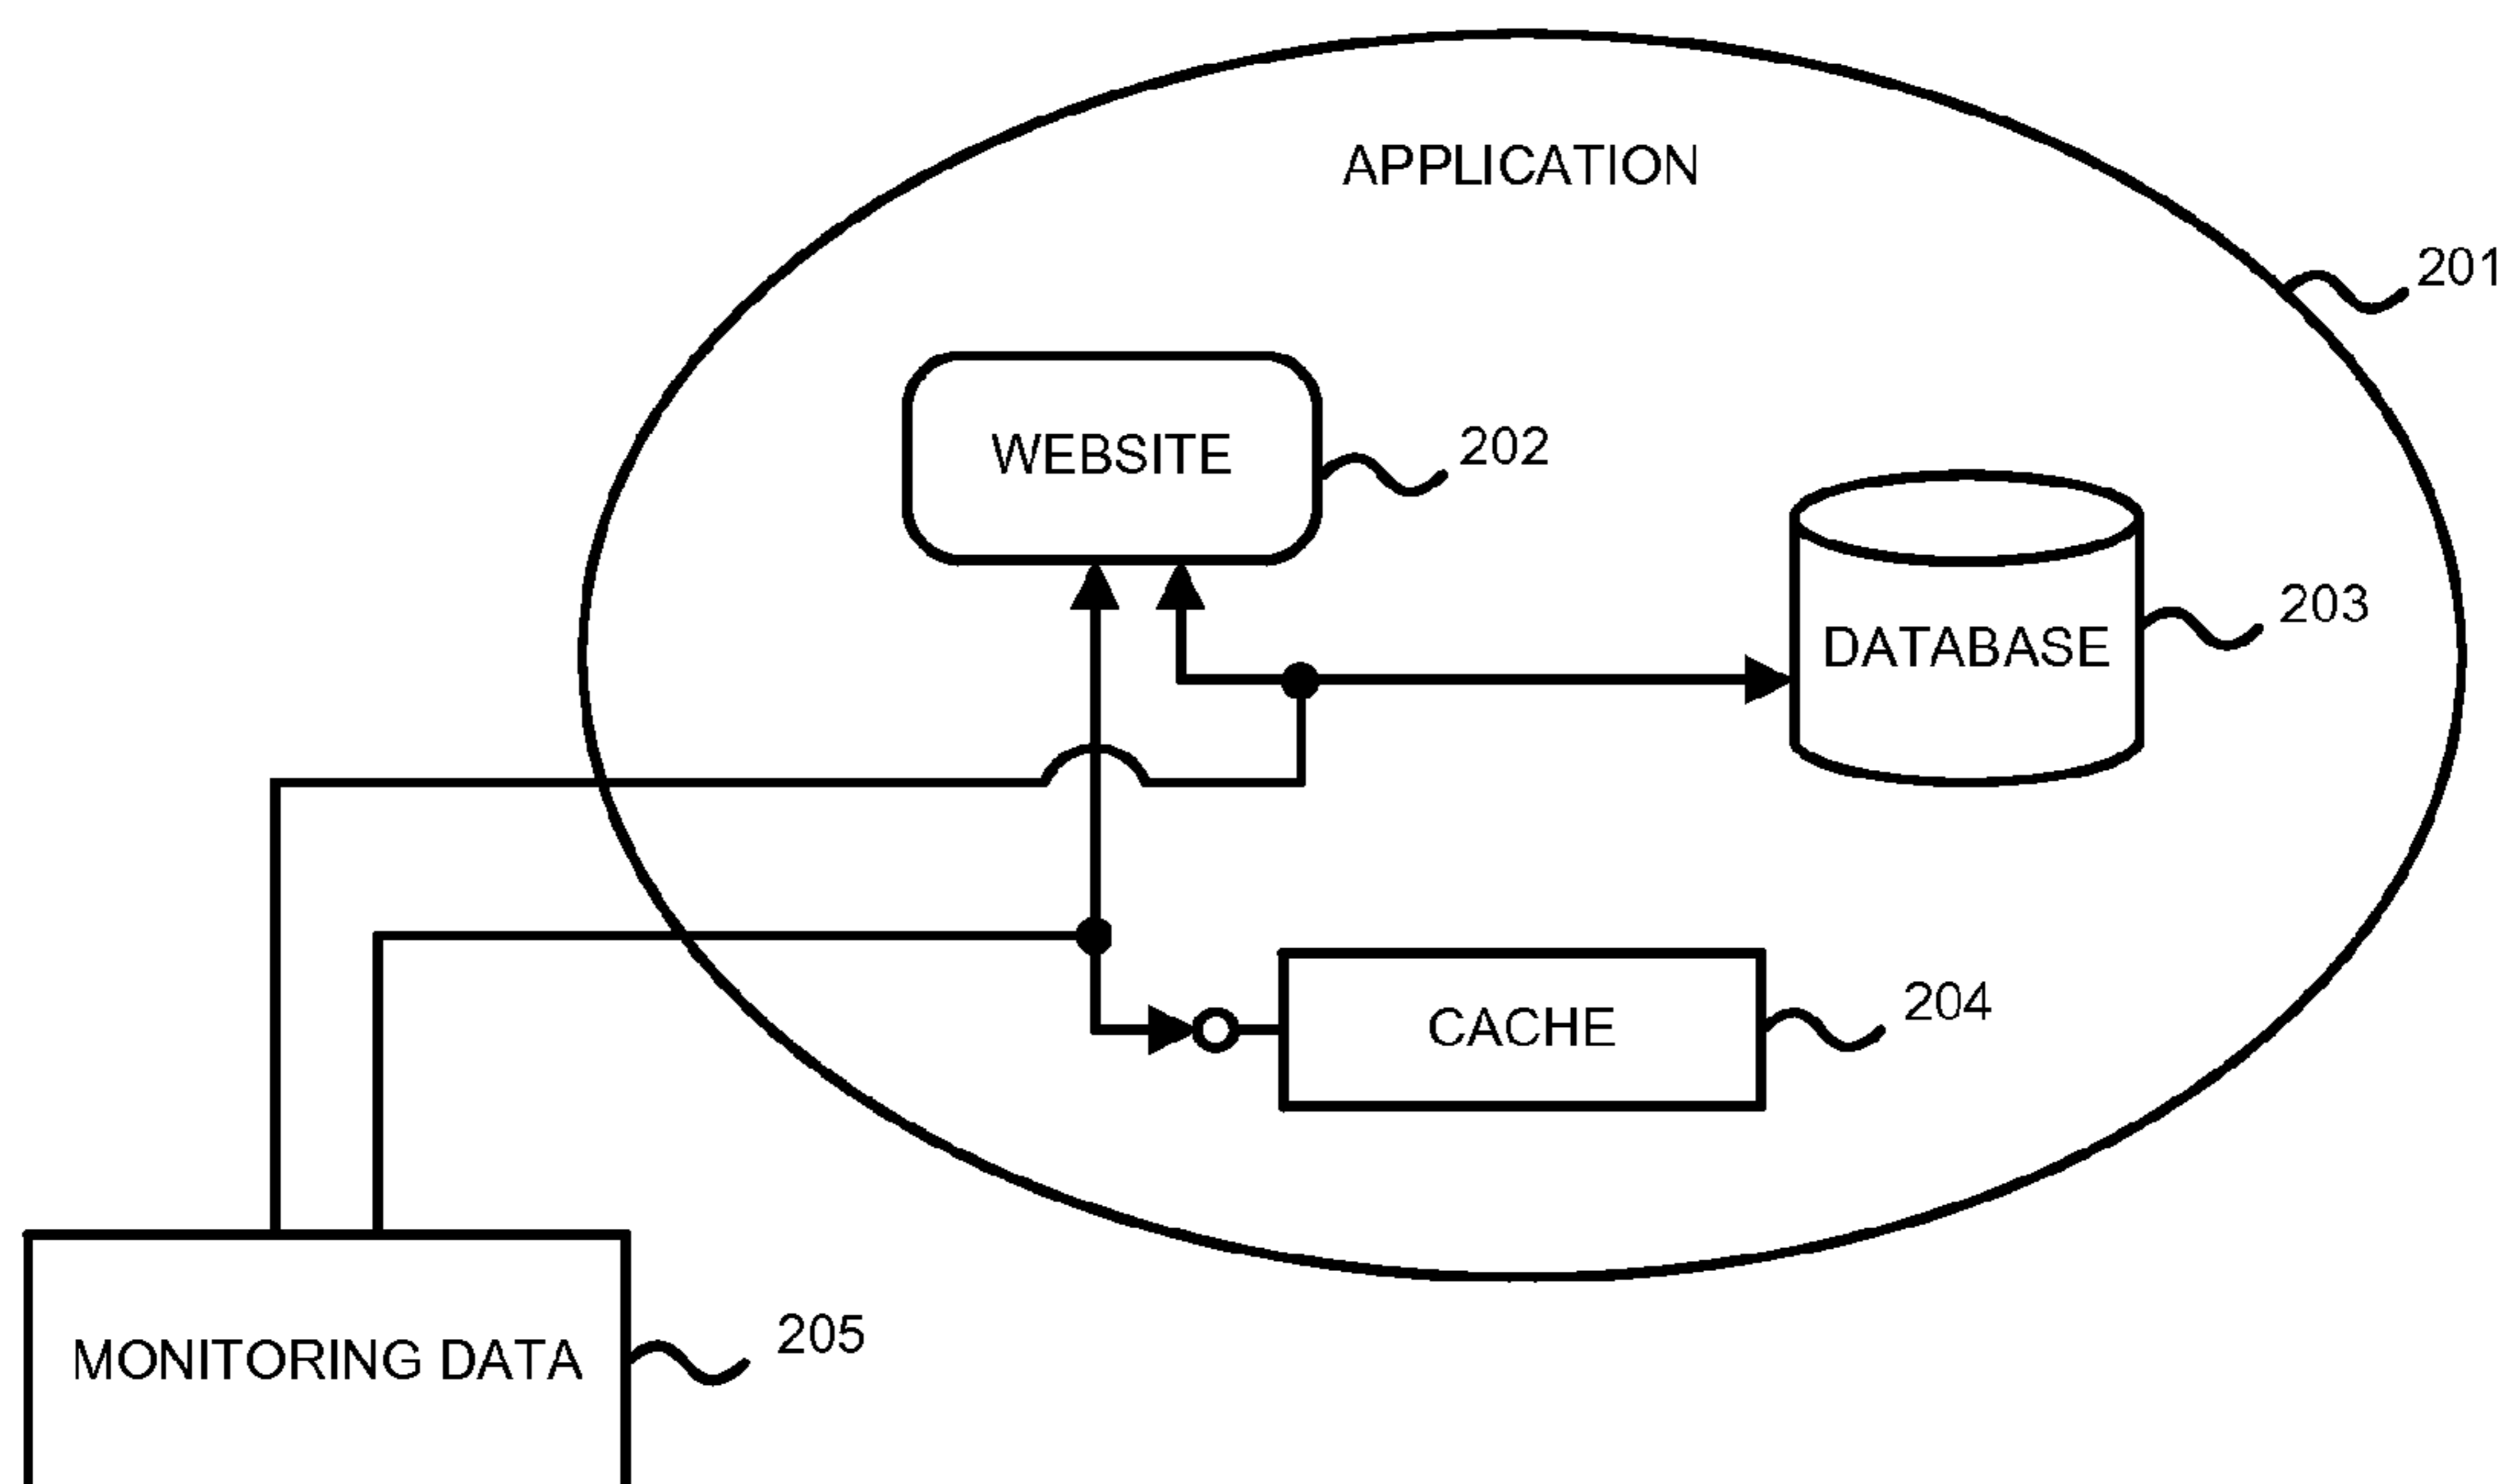 APPLICATION
201
WEBSITE
202
DATABASE
203
CACHE
204
MONITORING DATA
205